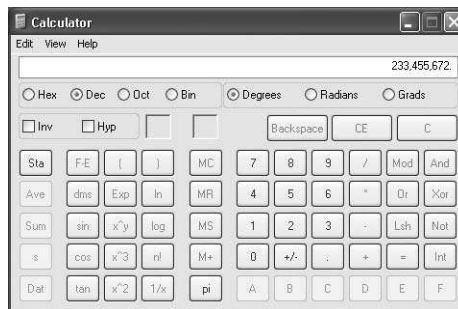 Calculator
Edit View Help
233,455,672.
Hex Dec Oct Bin Degrees Radians Grads
Inv Hyp Backspace CE C
Sta F-E ( ) MC 7 8 9 / Mod And
Ave dms Exp ln MR 4 5 6 * Or Xor
Sum sin x^y log MS 1 2 3 - Lsh Not
s cos x^3 n! M+ 0 +/- . + = Int
Dat tan x^2 1/x pi A B C D E F